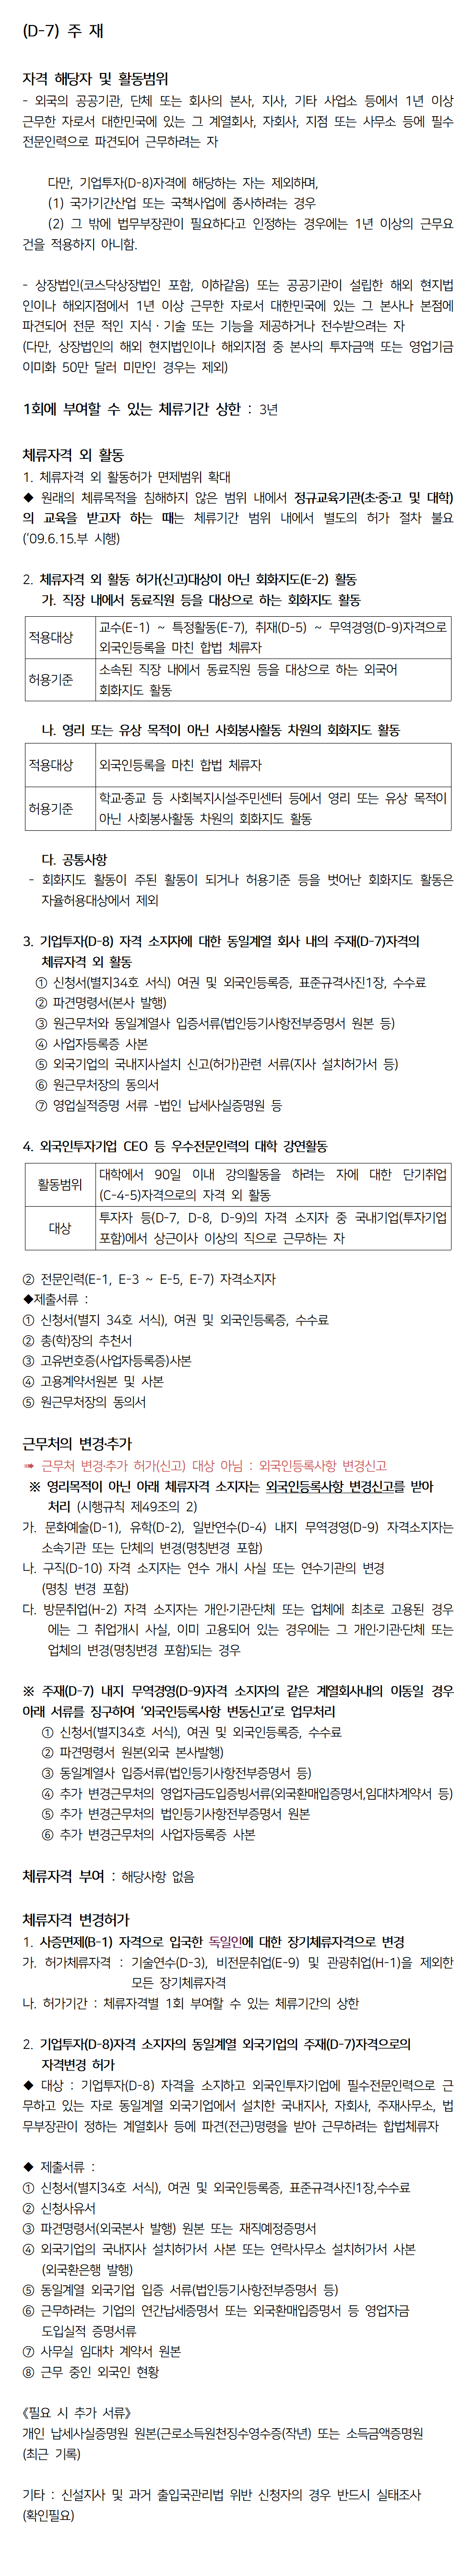 (D-7) 주 재
자격 해당자 및 활동범위
- 외국의 공공기관, 단체 또는 회사의 본사, 지사, 기타 사업소 등에서 1년 이상
근무한 자로서 대한민국에 있는 그 계열회사, 자회사, 지점 또는 사무소 등에 필수
전문인력으로 파견되어 근무하려는 자
다만, 기업투자(D-8)자격에 해당하는 자는 제외하며,
(1) 국가기간산업 또는 국책사업에 종사하려는 경우
(2) 그 밖에 법무부장관이 필요하다고 인정하는 경우에는 1년 이상의 근무요
건을 적용하지 아니함.
- 상장법인(코스닥상장법인 포함, 이하같음) 또는 공공기관이 설립한 해외 현지법
인이나 해외지점에서 1년 이상 근무한 자로서 대한민국에 있는 그 본사나 본점에
파견되어 전문 적인 지식·기술 또는 기능을 제공하거나 전수받으려는 자
(다만, 상장법인의 해외 현지법인이나 해외지점 중 본사의 투자금액 또는 영업기금
이미화 50만 달러 미만인 경우는 제외)
1회에 부여할 수 있는 체류기간 상한 : 3년
체류자격 외 활동
1. 체류자격 외 활동허가 면제범위 확대
◆ 원래의 체류목적을 침해하지 않은 범위 내에서 정규교육기관(초·중·고 및 대학)
의 교육을 받고자 하는 때는 체류기간 범위 내에서 별도의 허가 절차 불요
('09.6.15.부 시행)
2. 체류자격 외 활동 허가(신고)대상이 아닌 회화지도(E-2) 활동
가. 직장 내에서 동료직원 등을 대상으로 하는 회화지도 활동
적용대상
교수(E-1) ~ 특정활동(E-7), 취재(D-5) ~ 무역경영(D-9)자격으로
외국인등록을 마친 합법 체류자
허용기준
소속된 직장 내에서 동료직원 등을 대상으로 하는 외국어
회화지도 활동
나. 영리 또는 유상 목적이 아닌 사회봉사활동 차원의 회화지도 활동
적용대상
외국인등록을 마친 합법 체류자
허용기준
학교·종교 등 사회복지시설·주민센터 등에서 영리 또는 유상 목적이
아닌 사회봉사활동 차원의 회화지도 활동
다. 공통사항
- 회화지도 활동이 주된 활동이 되거나 허용기준 등을 벗어난 회화지도 활동은
자율허용대상에서 제외
3. 기업투자(D-8) 자격 소지자에 대한 동일계열 회사 내의 주재(D-7)자격의
체류자격 외 활동
① 신청서(별지34호 서식) 여권 및 외국인등록증, 표준규격사진1장, 수수료
② 파견명령서(본사 발행)
③ 원근무처와 동일계열사 입증서류(법인등기사항전부증명서 원본 등)
④ 사업자등록증 사본
⑤ 외국기업의 국내지사설치 신고(허가)관련 서류(지사 설치허가서 등)
⑥ 원근무처장의 동의서
⑦ 영업실적증명 서류 -법인 납세사실증명원 등
4. 외국인투자기업 CEO 등 우수전문인력의 대학 강연활동
활동범위
대학에서 90일 이내 강의활동을 하려는 자에 대한 단기취업
(C-4-5)자격으로의 자격 외 활동
대상
투자자 등(D-7, D-8, D-9)의 자격 소지자 중 국내기업(투자기업
포함)에서 상근이사 이상의 직으로 근무하는 자
② 전문인력(E-1, E-3 ~ E-5, E-7) 자격소지자
◆제출서류 :
① 신청서(별지 34호 서식), 여권 및 외국인등록증, 수수료
② 총(학)장의 추천서
③ 고유번호증(사업자등록증)사본
④ 고용계약서원본 및 사본
⑤ 원근무처장의 동의서
근무처의 변경·추가
➠ 근무처 변경·추가 허가(신고) 대상 아님 : 외국인등록사항 변경신고
※ 영리목적이 아닌 아래 체류자격 소지자는 외국인등록사항 변경신고를 받아
처리 (시행규칙 제49조의 2)
가. 문화예술(D-1), 유학(D-2), 일반연수(D-4) 내지 무역경영(D-9) 자격소지자는
소속기관 또는 단체의 변경(명칭변경 포함)
나. 구직(D-10) 자격 소지자는 연수 개시 사실 또는 연수기관의 변경
(명칭 변경 포함)
다. 방문취업(H-2) 자격 소지자는 개인·기관·단체 또는 업체에 최초로 고용된 경우
에는 그 취업개시 사실, 이미 고용되어 있는 경우에는 그 개인·기관·단체 또는
업체의 변경(명칭변경 포함)되는 경우
※ 주재(D-7) 내지 무역경영(D-9)자격 소지자의 같은 계열회사내의 이동일 경우
아래 서류를 징구하여 '외국인등록사항 변동신고'로 업무처리
① 신청서(별지34호 서식), 여권 및 외국인등록증, 수수료
② 파견명령서 원본(외국 본사발행)
③ 동일계열사 입증서류(법인등기사항전부증명서 등)
④ 추가 변경근무처의 영업자금도입증빙서류(외국환매입증명서,임대차계약서 등)
⑤ 추가 변경근무처의 법인등기사항전부증명서 원본
⑥ 추가 변경근무처의 사업자등록증 사본
체류자격 부여 : 해당사항 없음
체류자격 변경허가
1. 사증면제(B-1) 자격으로 입국한 독일인에 대한 장기체류자격으로 변경
가. 허가체류자격 : 기술연수(D-3), 비전문취업(E-9) 및 관광취업(H-1)을 제외한
모든 장기체류자격
나. 허가기간 : 체류자격별 1회 부여할 수 있는 체류기간의 상한
2. 기업투자(D-8)자격 소지자의 동일계열 외국기업의 주재(D-7)자격으로의
자격변경 허가
◆ 대상 : 기업투자(D-8) 자격을 소지하고 외국인투자기업에 필수전문인력으로 근
무하고 있는 자로 동일계열 외국기업에서 설치한 국내지사, 자회사, 주재사무소, 법
무부장관이 정하는 계열회사 등에 파견(전근)명령을 받아 근무하려는 합법체류자
◆ 제출서류 :
① 신청서(별지34호 서식), 여권 및 외국인등록증, 표준규격사진1장,수수료
② 신청사유서
③ 파견명령서(외국본사 발행) 원본 또는 재직예정증명서
④ 외국기업의 국내지사 설치허가서 사본 또는 연락사무소 설치허가서 사본
(외국환은행 발행)
⑤ 동일계열 외국기업 입증 서류(법인등기사항전부증명서 등)
⑥ 근무하려는 기업의 연간납세증명서 또는 외국환매입증명서 등 영업자금
도입실적 증명서류
⑦ 사무실 임대차 계약서 원본
⑧ 근무 중인 외국인 현황
《필요 시 추가 서류》
개인 납세사실증명원 원본(근로소득원천징수영수증(작년) 또는 소득금액증명원
(최근 기록)
기타 : 신설지사 및 과거 출입국관리법 위반 신청자의 경우 반드시 실태조사
(확인필요)